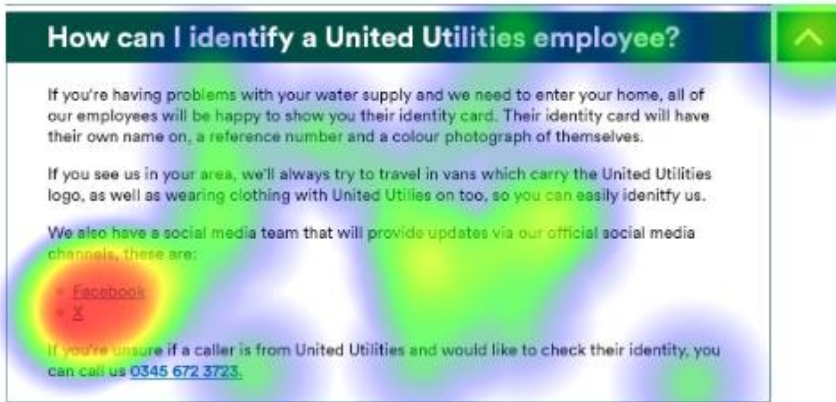 How can I identify a United Utilities employee?
If you're having problems with your water supply and we need to enter your home, all of
our employees will be happy to show you their identity card. Their identity card will have
their own name on, a reference number and a colour photograph of themselves.
If you see us in your area, we'll always try to travel in vans which carry the United Utilities
logo, as well as wearing clothing with United Utilies on too, so you can easily idenitfy us.
We also have a social media team that will provide updates via our official social media
channels, these are:
Facebook
X
If you're unsure if a caller is from United Utilities and would like to check their identity, you
can call us 0345 672 3723.